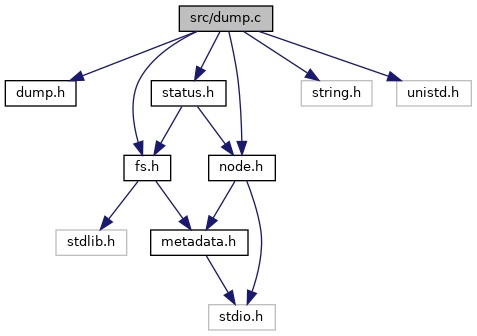 src/dump.c
dump.h
status.h
string.h
unistd.h
fs.h
node.h
stdlib.h
metadata.h
stdio.h